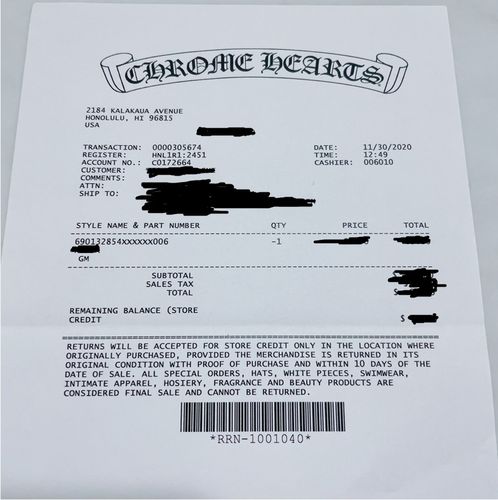 CHROME HEARTS
2184 KALAKAUA AVENUE
HONOLULU, HI 96815
USA
TRANSACTION: 0000305674 DATE: 11/30/2020
REGISTER: HNL1R1:2451 TIME: 12:49
ACCOUNT NO.: C0172664 CASHIER: 006010
CUSTOMER:
COMMENTS:
ATTN:
SHIP TO:
STYLE NAME & PART NUMBER QTY PRICE TOTAL
690132854xxxxxx006 -1
GM
SUBTOTAL
SALES TAX
TOTAL
REMAINING BALANCE (STORE
CREDIT $
RETURNS WILL BE ACCEPTED FOR STORE CREDIT ONLY IN THE LOCATION WHERE
ORIGINALLY PURCHASED, PROVIDED THE MERCHANDISE IS RETURNED IN ITS
ORIGINAL CONDITION WITH PROOF OF PURCHASE AND WITHIN 10 DAYS OF THE
DATE OF SALE. ALL SPECIAL ORDERS, HATS, WHITE PIECES, SWIMWEAR,
INTIMATE APPAREL, HOSIERY, FRAGRANCE AND BEAUTY PRODUCTS ARE
CONSIDERED FINAL SALE AND CANNOT BE RETURNED.
*RRN-1001040*